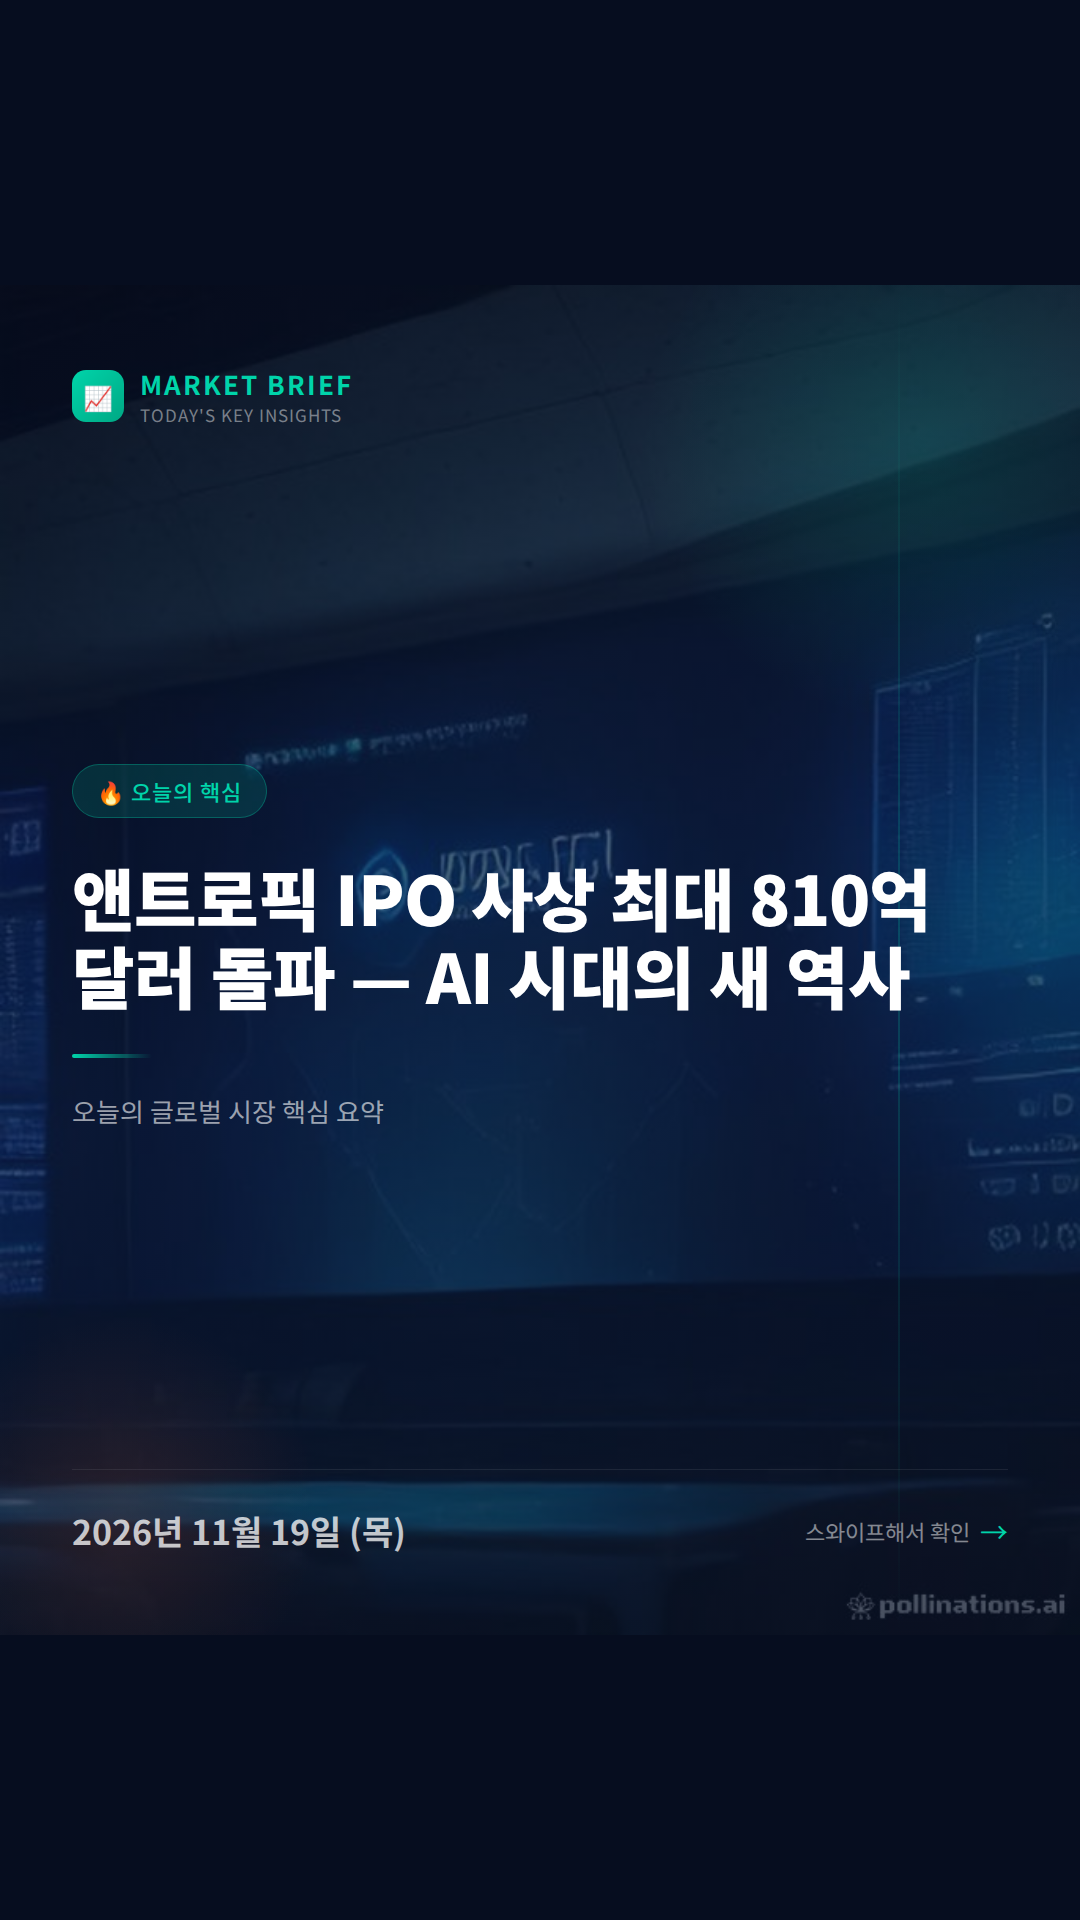 MARKET BRIEF
TODAY'S KEY INSIGHTS
오늘의 핵심
앤트로픽 IPO 사상 최대 810억
달러 돌파 — AI 시대의 새 역사
오늘의 글로벌 시장 핵심 요약
2026년 11월 19일 (목)
스와이프해서 확인 →
pollinations.ai